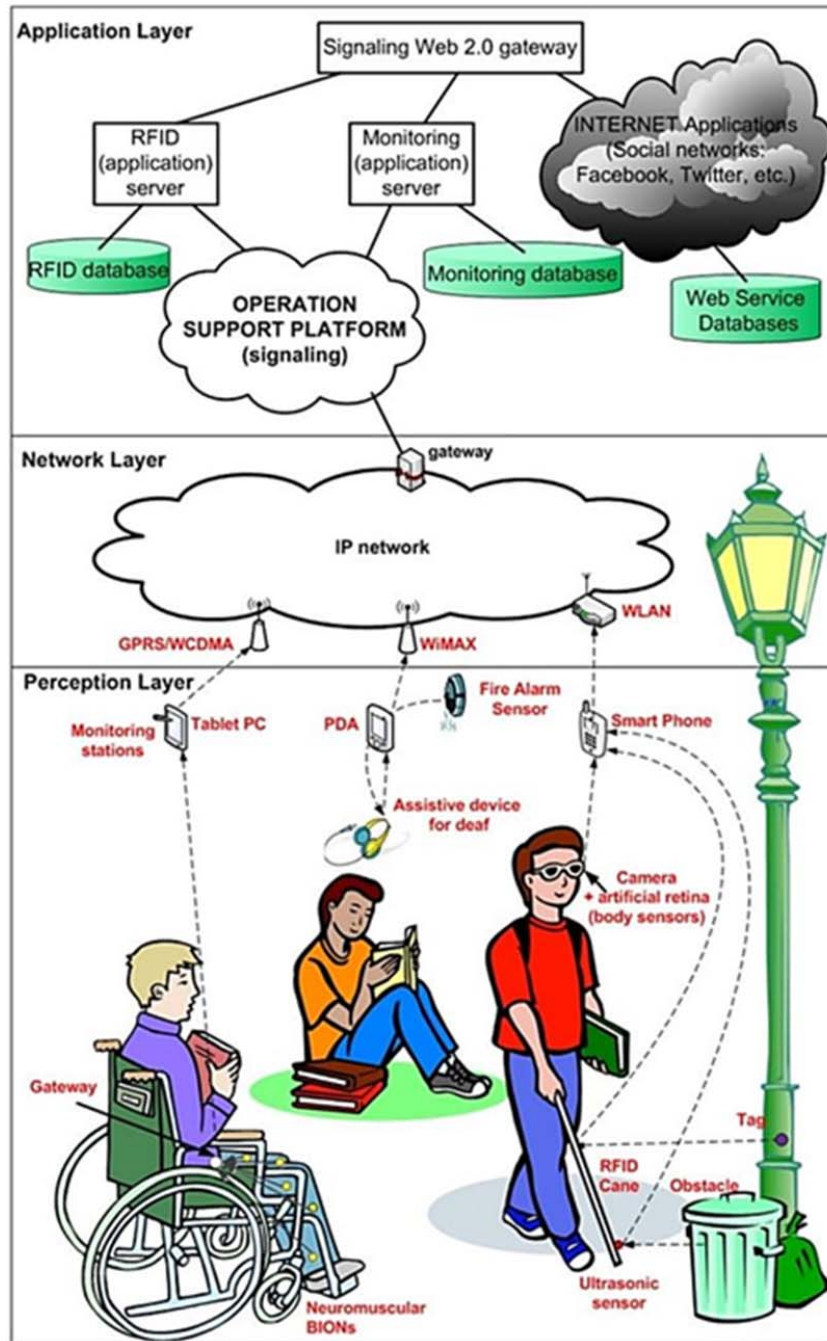 Application Layer
Signaling Web 2.0 gateway
RFID
(application)
server
Monitoring
(application)
server
INTERNET Applications
(Social networks:
Facebook, Twitter, etc.)
RFID database
Monitoring database
Web Service
Databases
OPERATION
SUPPORT PLATFORM
(signaling)
Network Layer
gateway
IP network
GPRS/WCDMA
WiMAX
WLAN
Perception Layer
Monitoring
stations
Tablet PC
PDA
Fire Alarm
Sensor
Smart Phone
Assistive device
for deaf
Camera
+ artificial retina
(body sensors)
Gateway
Tag
RFID
Cane
Obstacle
Ultrasonic
sensor
Neuromuscular
BIONs